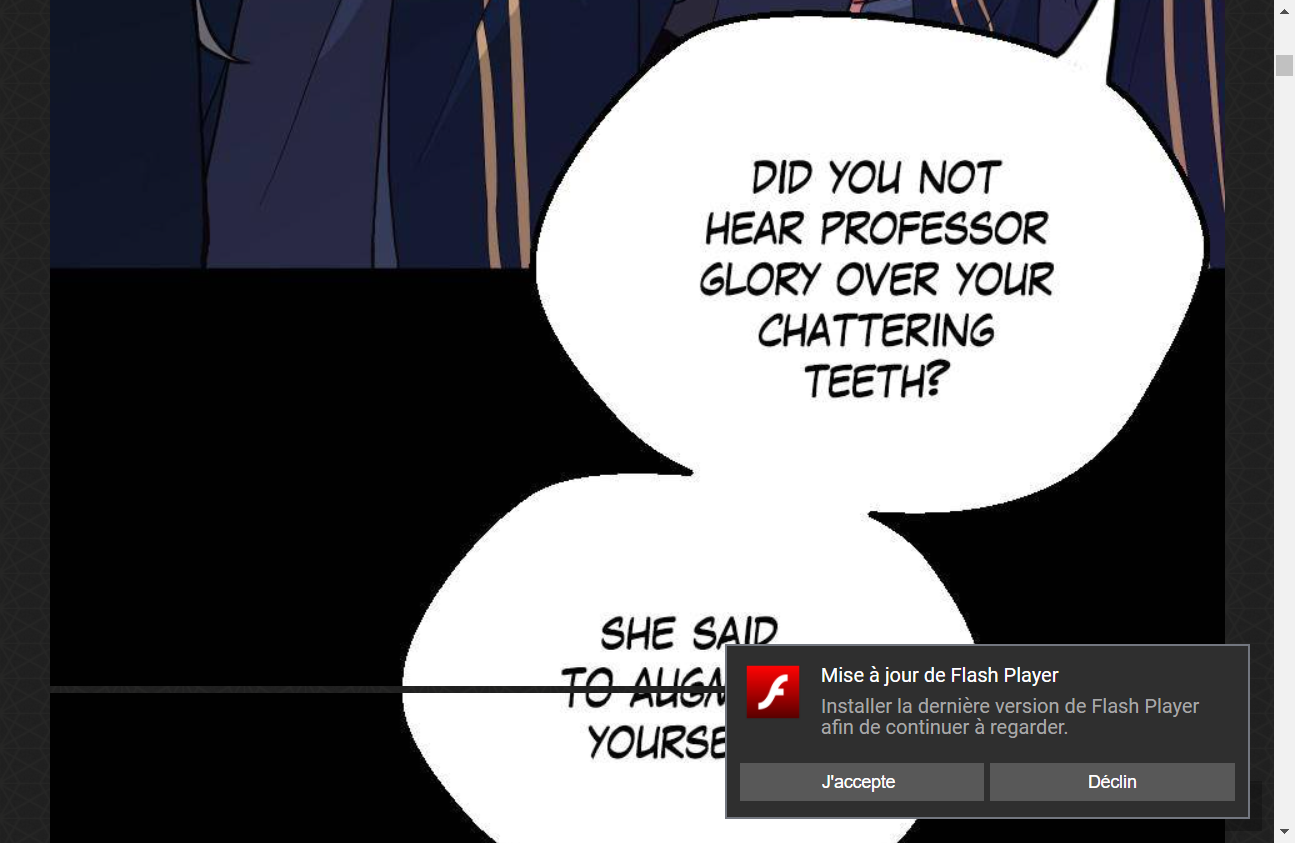 DID YOU NOT
HEAR PROFESSOR
GLORY OVER YOUR
CHATTERING
TEETH?
SHE SAID
TO
Mise à jour de Flash Player
Installer la dernière version de Flash Player
afin de continuer à regarder.
J'accepte
Déclin